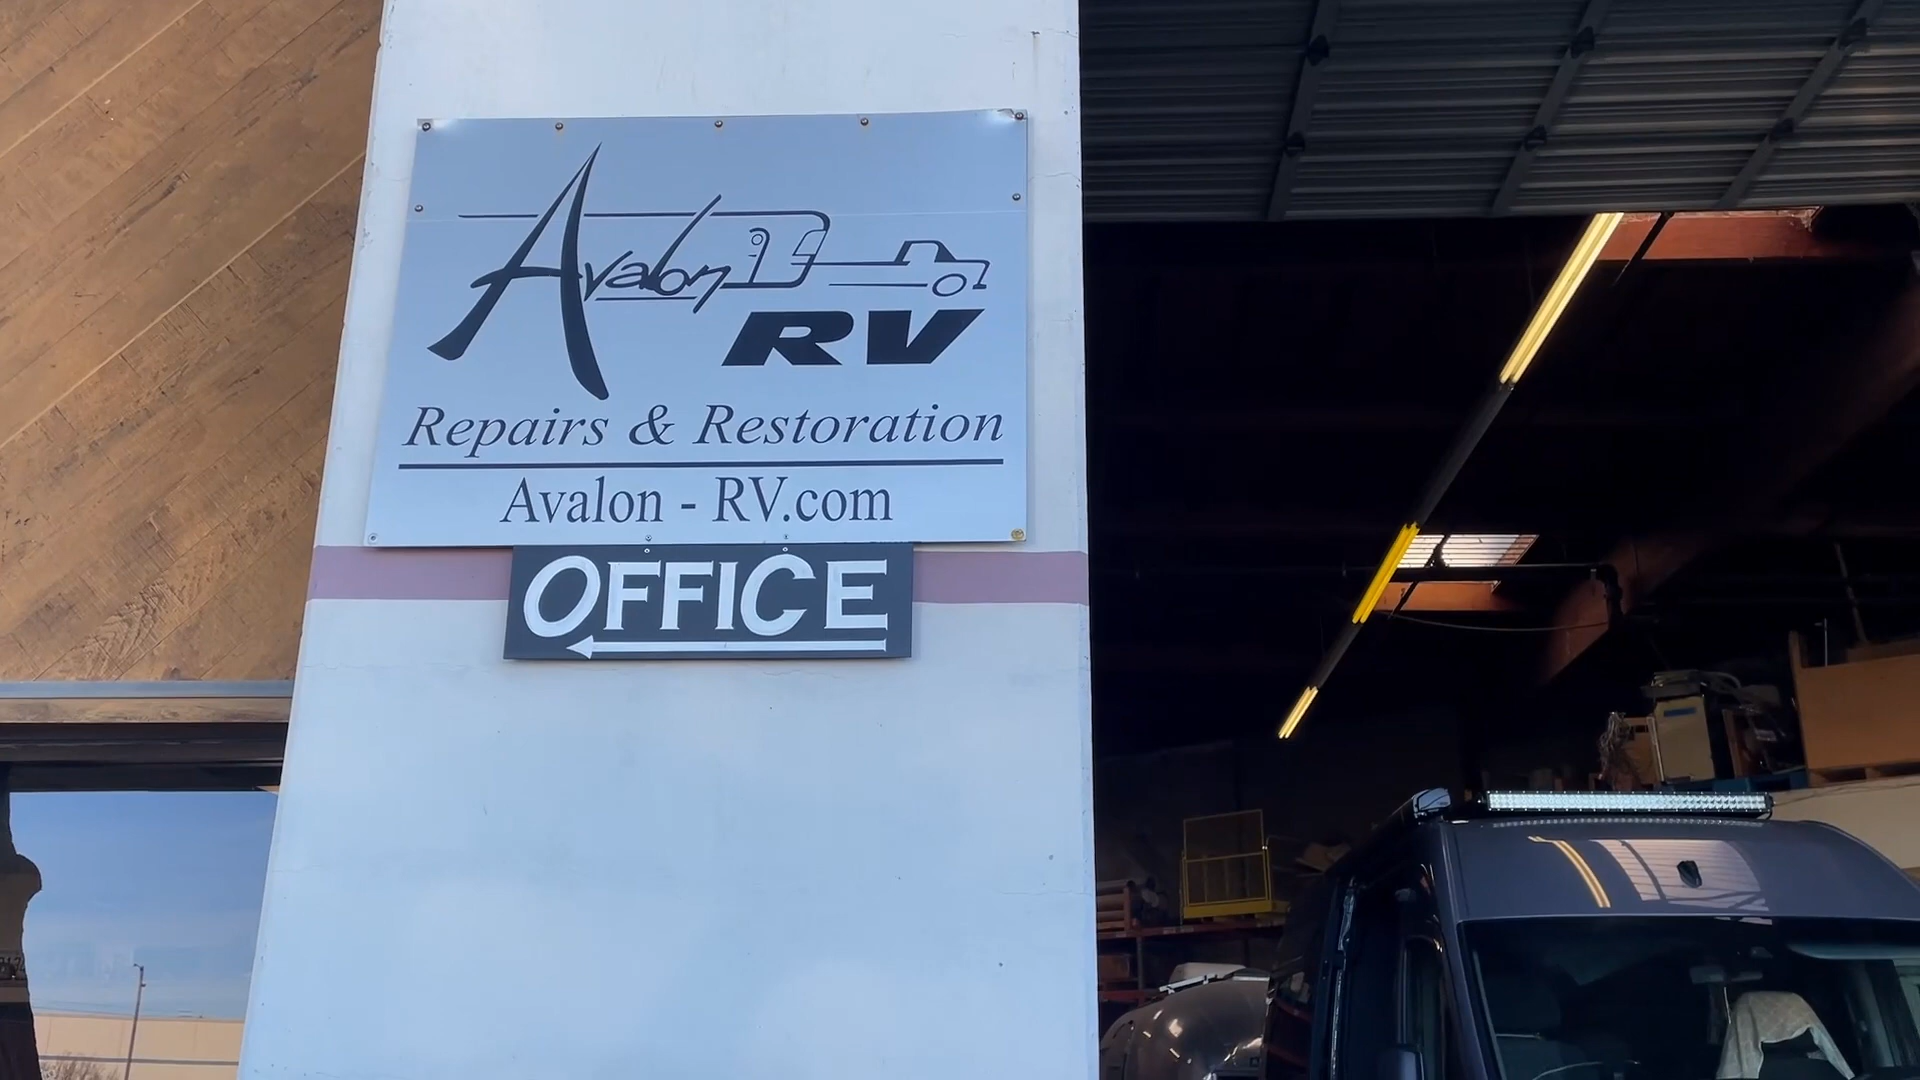 Avalon
RV
Repairs & Restoration
Avalon - RV.com
OFFICE